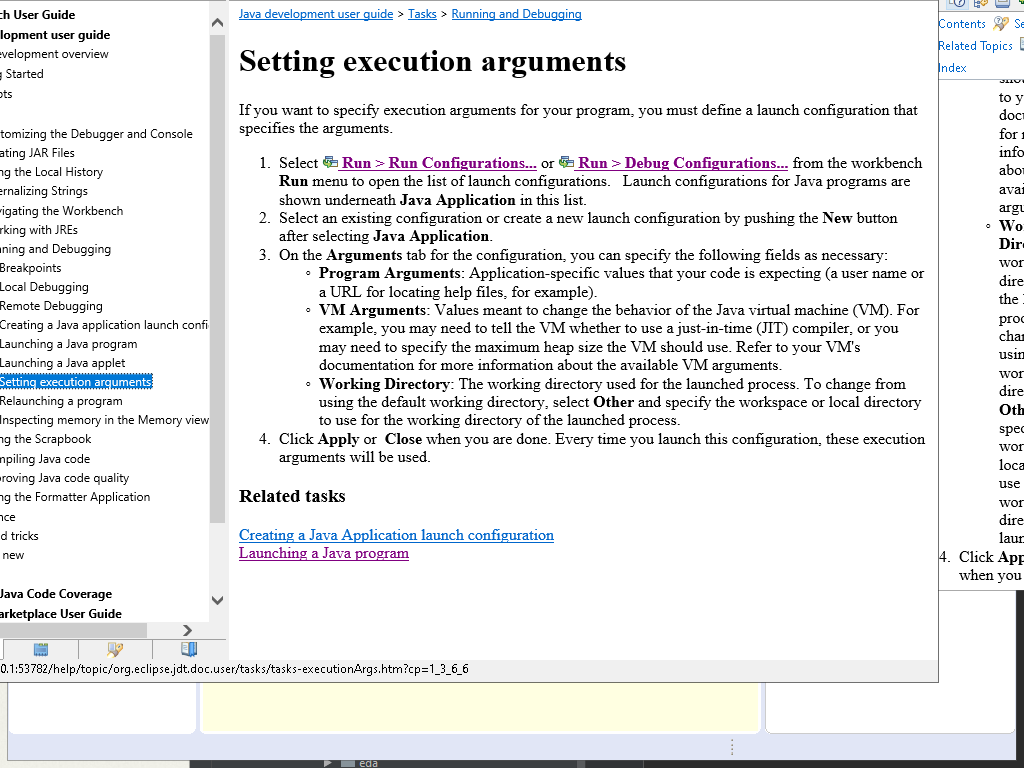 ch User Guide
lopment user guide
evelopment overview
g Started
pts
tomizing the Debugger and Console
ating JAR Files
ng the Local History
ernalizing Strings
vigating the Workbench
rking with JREs
nning and Debugging
Breakpoints
Local Debugging
Remote Debugging
Creating a Java application launch confi
Launching a Java program
Launching a Java applet
Setting execution arguments
Relaunching a program
Inspecting memory in the Memory view
ng the Scrapbook
mpiling Java code
proving Java code quality
ng the Formatter Application
nce
d tricks
new
Java Code Coverage
arketplace User Guide
Java development user guide > Tasks > Running and Debugging
Setting execution arguments
If you want to specify execution arguments for your program, you must define a launch configuration that
specifies the arguments.
1. Select Run > Run Configurations... or Run > Debug Configurations... from the workbench
Run menu to open the list of launch configurations. Launch configurations for Java programs are
shown underneath Java Application in this list.
2. Select an existing configuration or create a new launch configuration by pushing the New button
after selecting Java Application.
3. On the Arguments tab for the configuration, you can specify the following fields as necessary:
◦ Program Arguments: Application-specific values that your code is expecting (a user name or
a URL for locating help files, for example).
◦ VM Arguments: Values meant to change the behavior of the Java virtual machine (VM). For
example, you may need to tell the VM whether to use a just-in-time (JIT) compiler, or you
may need to specify the maximum heap size the VM should use. Refer to your VM's
documentation for more information about the available VM arguments.
◦ Working Directory: The working directory used for the launched process. To change from
using the default working directory, select Other and specify the workspace or local directory
to use for the working directory of the launched process.
4. Click Apply or Close when you are done. Every time you launch this configuration, these execution
arguments will be used.
Related tasks
Creating a Java Application launch configuration
Launching a Java program
0.1:53782/help/topic/org.eclipse.jdt.doc.user/tasks/tasks-executionArgs.htm?cp=1_3_6_6
Contents Se
Related Topics
Index
to y
docu
for
info
abou
avai
argu
◦ Wor
Dire
wor
dire
the
proc
char
usin
wor
dire
Oth
spec
wor
loca
use
wor
dire
laun
4. Click App
when you
eda